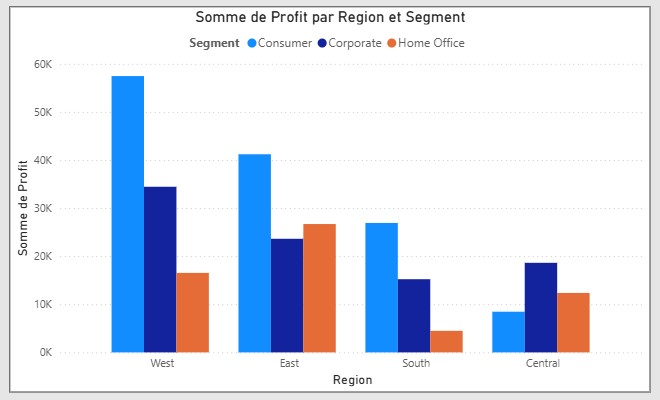 Somme de Profit par Region et Segment
Segment Consumer Corporate Home Office
60K
50K
40K
30K
20K
10K
0K
Somme de Profit
West East South Central
Region